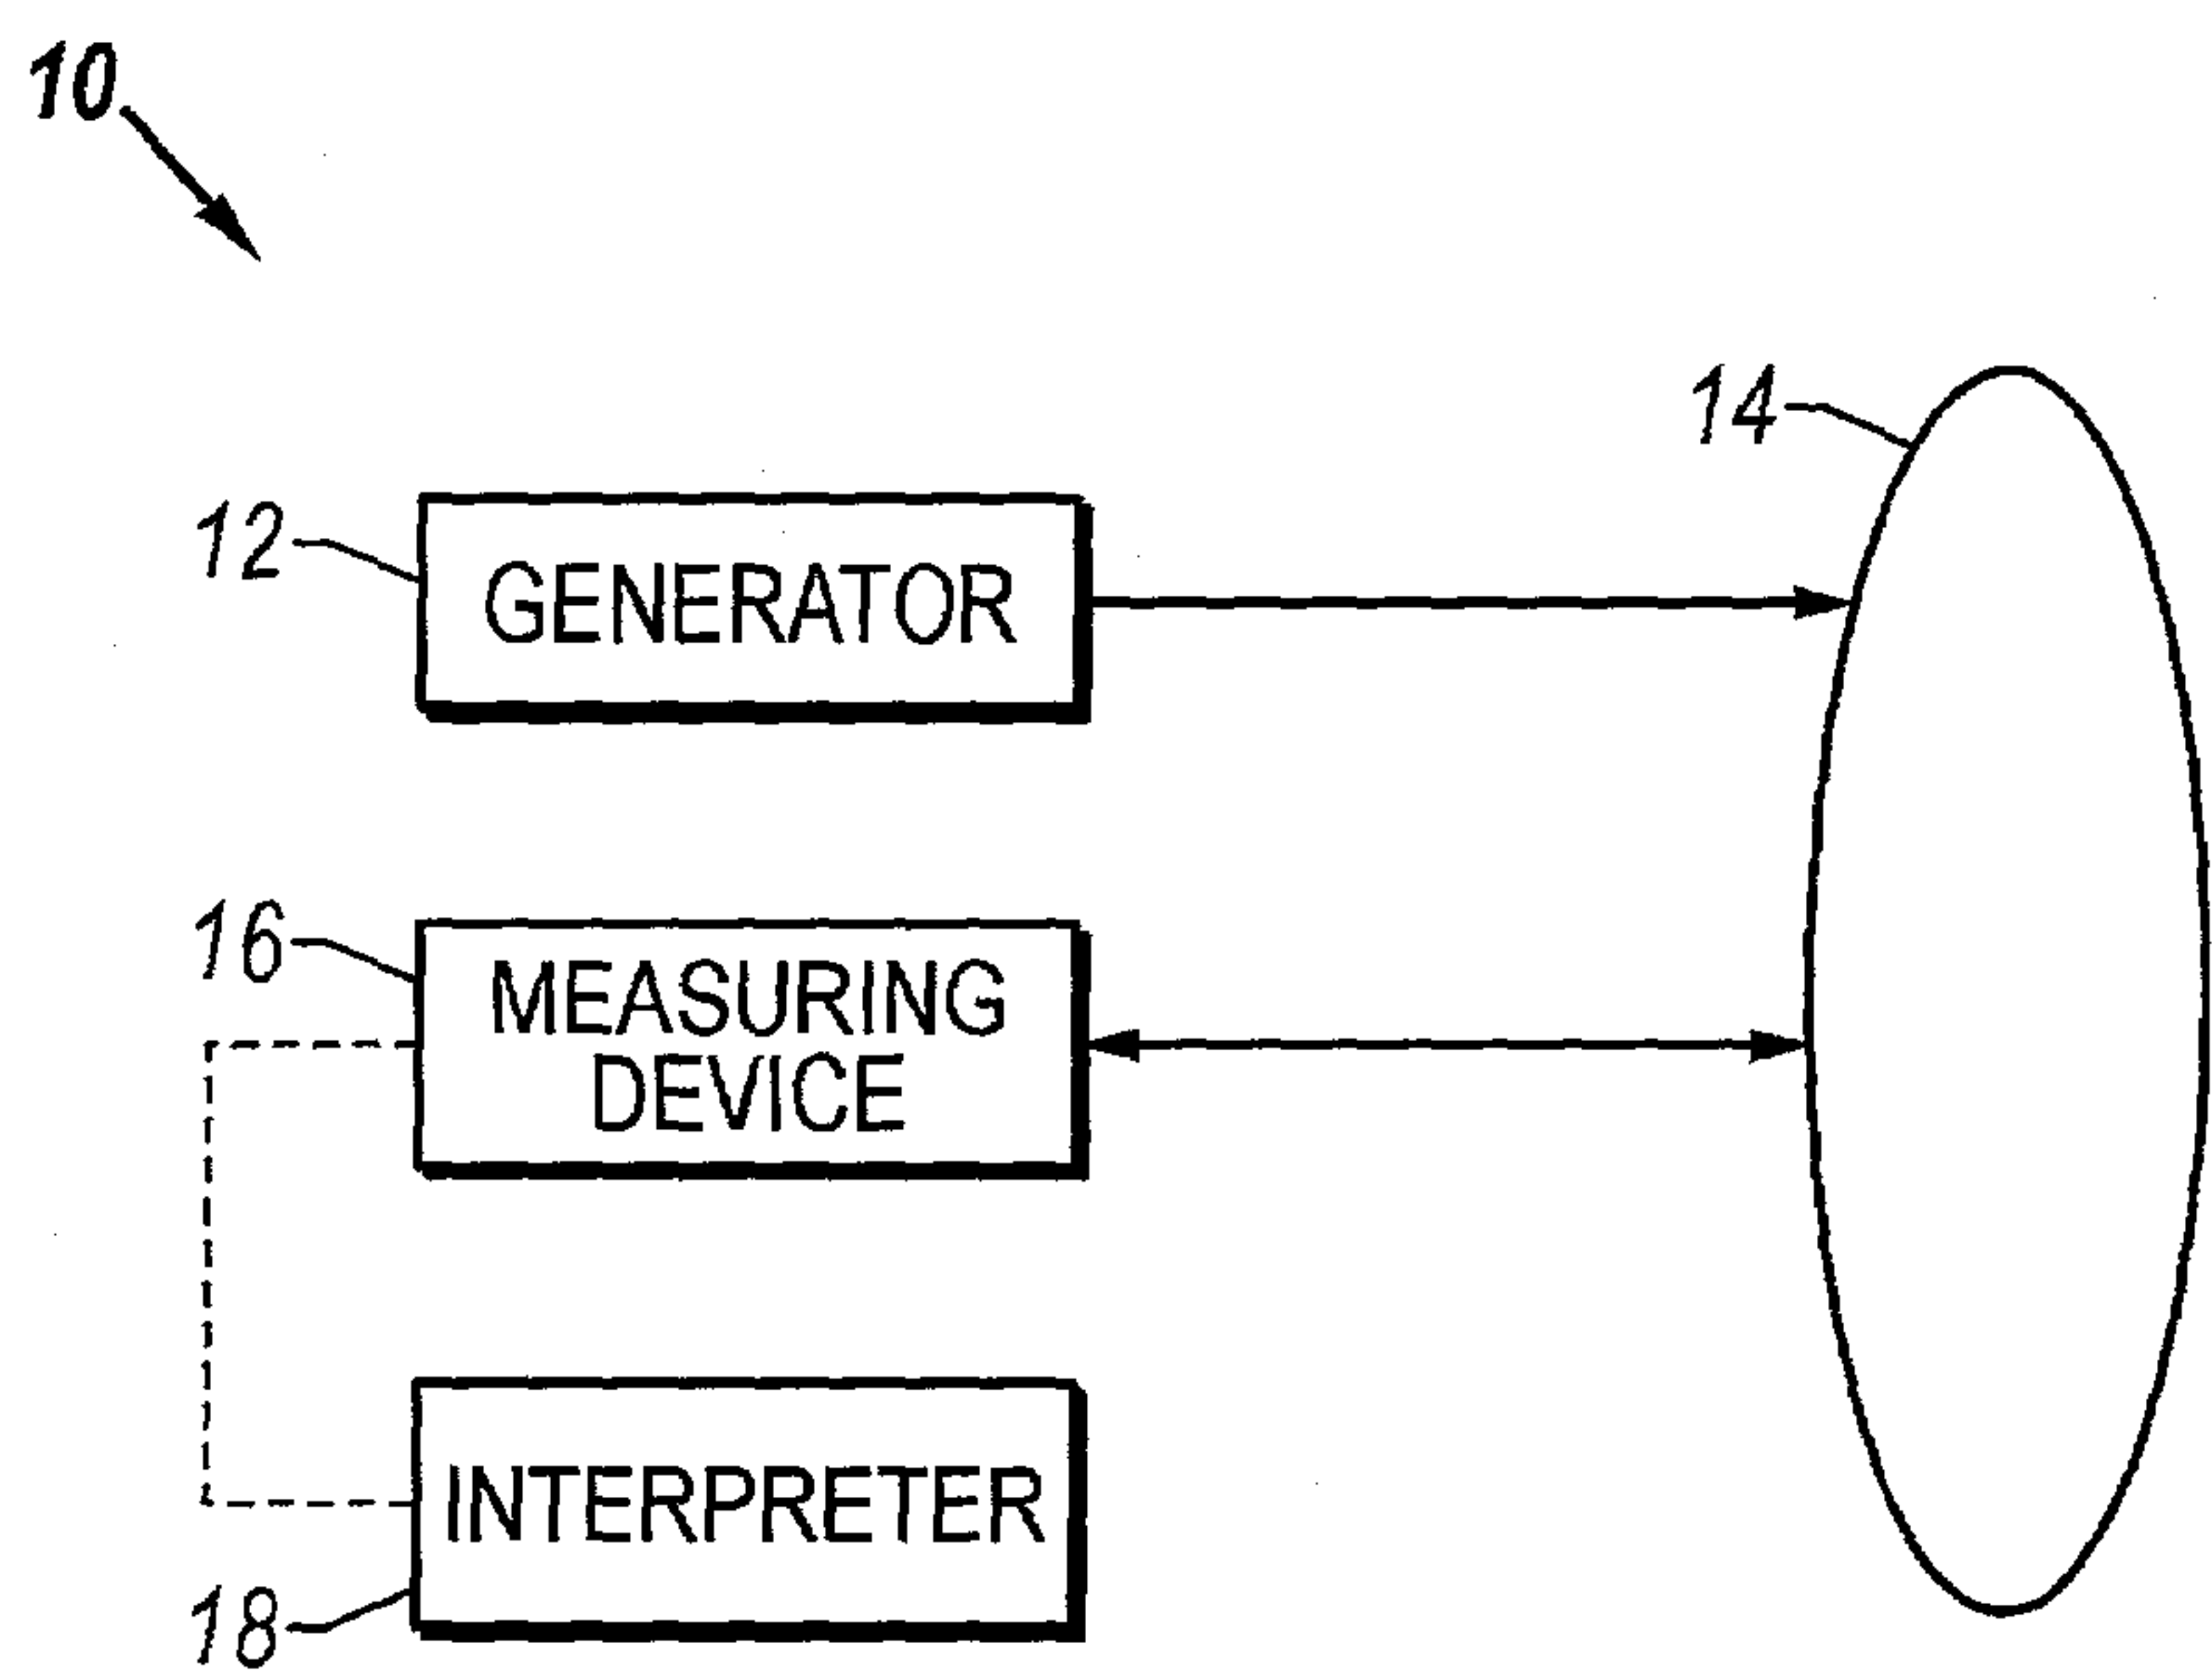 10
14
12
GENERATOR
16
MEASURING
DEVICE
INTERPRETER
18